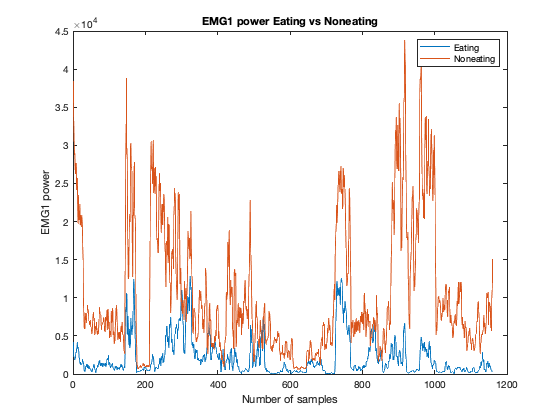 EMG1 power Eating vs Noneating
×10^4
4.5
4
3.5
3
2.5
2
1.5
1
0.5
0
EMG1 power
Eating
Noneating
0 200 400 600 800 1000 1200
Number of samples